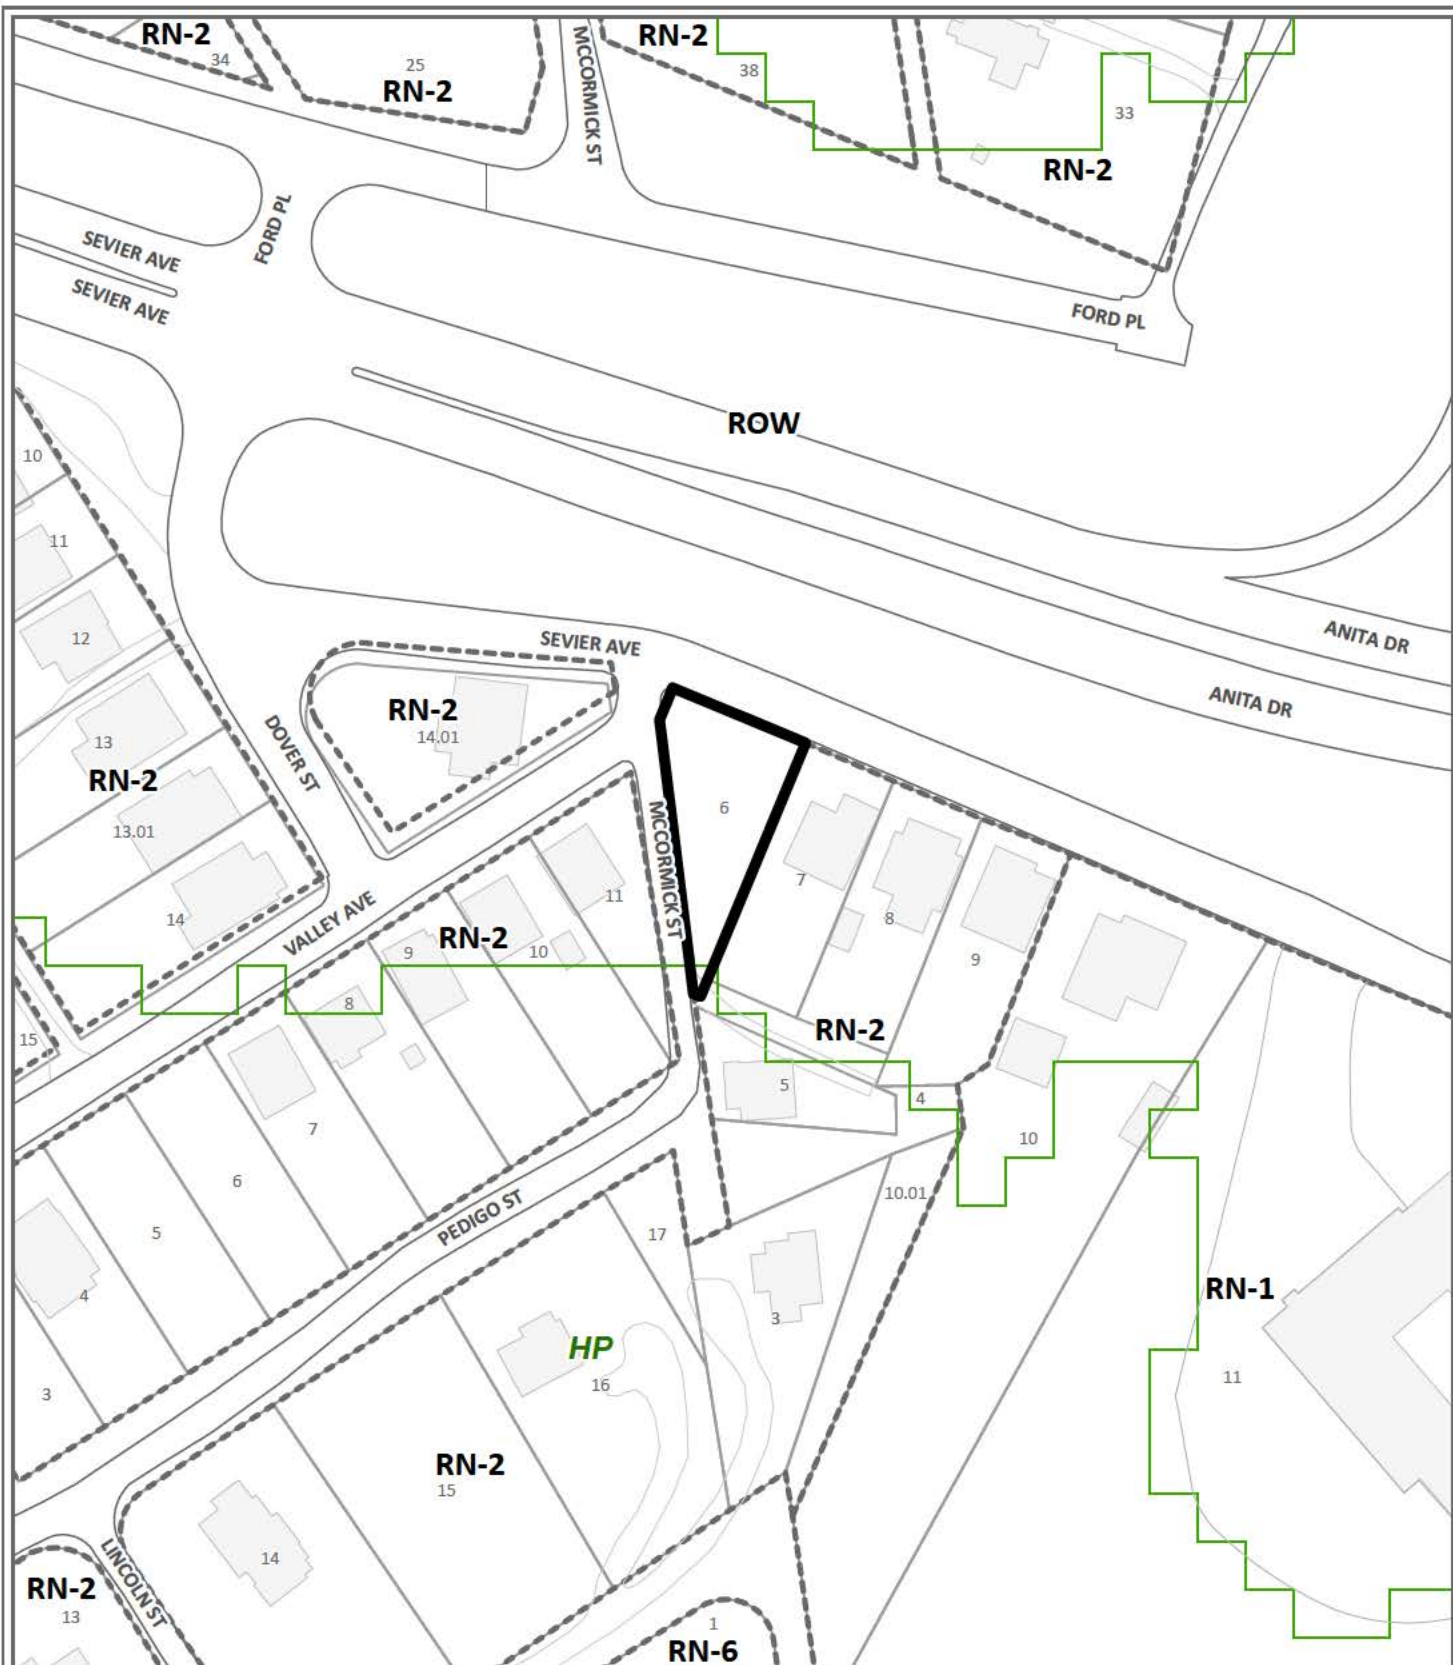 RN-2
34
25
RN-2
MCCORMICK ST
RN-2
38
33
RN-2
FORD PL
SEVIER AVE
SEVIER AVE
FORD PL
ROW
10
11
12
13
RN-2
13.01
14
15
SEVIER AVE
ANITA DR
ANITA DR
RN-2
14.01
DOVER ST
MCCORMICK ST
6
7
8
9
VALLEY AVE
RN-2
11
10
9
8
7
6
5
4
3
RN-2
5
4
10
10.01
PEDIGO ST
17
3
HP
16
RN-1
11
RN-2
15
14
LINCOLN ST
RN-2
13
1
RN-6